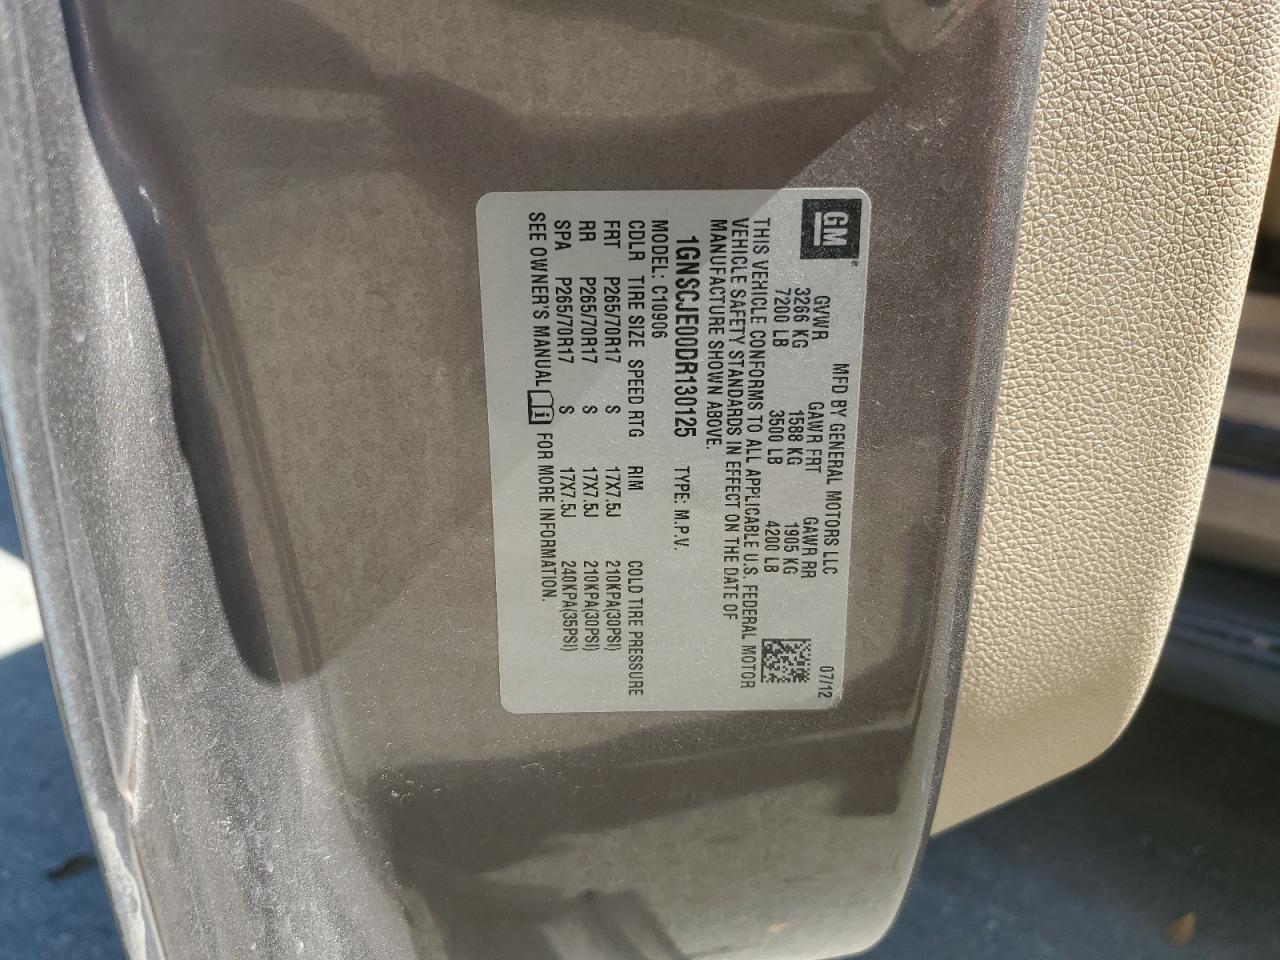 GM®
MFD BY GENERAL MOTORS LLC 07/12
GVWR GAWR FRT GAWR RR
3266 KG 1588 KG 1905 KG
7200 LB 3500 LB 4200 LB
THIS VEHICLE CONFORMS TO ALL APPLICABLE U.S. FEDERAL MOTOR
VEHICLE SAFETY STANDARDS IN EFFECT ON THE DATE OF
MANUFACTURE SHOWN ABOVE.
1GNSCJE00DR130125 TYPE: M.P.V.
MODEL: C10906
CDLR TIRE SIZE SPEED RTG RIM COLD TIRE PRESSURE
FRT P265/70R17 S 17X7.5J 210KPA(30PSI)
RR P265/70R17 S 17X7.5J 210KPA(30PSI)
SPA P265/70R17 S 17X7.5J 240KPA(35PSI)
SEE OWNER'S MANUAL i FOR MORE INFORMATION.